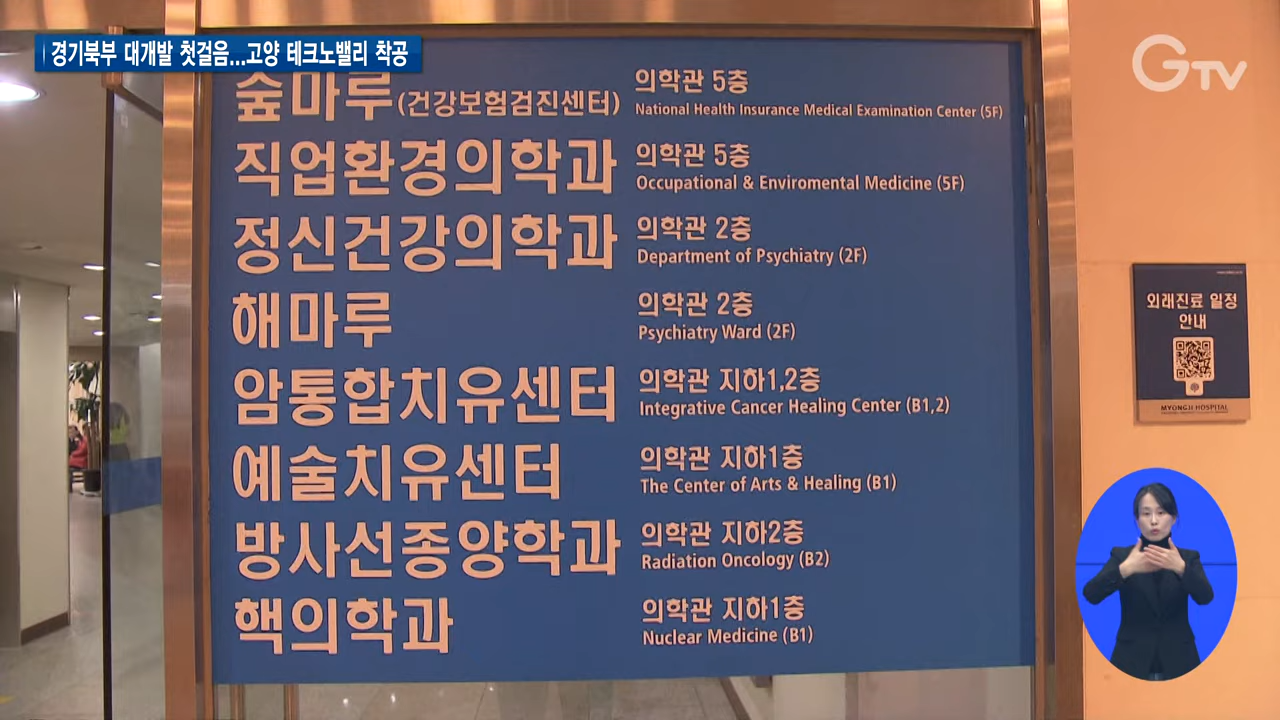 경기북부 대개발 첫걸음...고양 테크노밸리 착공
GTV
숲마루(건강보험검진센터) 의학관 5층
National Health Insurance Medical Examination Center (5F)
직업환경의학과 의학관 5층
Occupational & Enviromental Medicine (5F)
정신건강의학과 의학관 2층
Department of Psychiatry (2F)
해마루 의학관 2층
Psychiatry Ward (2F)
암통합치유센터 의학관 지하1,2층
Integrative Cancer Healing Center (B1,2)
예술치유센터 의학관 지하1층
The Center of Arts & Healing (B1)
방사선종양학과 의학관 지하2층
Radiation Oncology (B2)
핵의학과 의학관 지하1층
Nuclear Medicine (B1)
외래진료 일정
안내
MYONGJI HOSPITAL